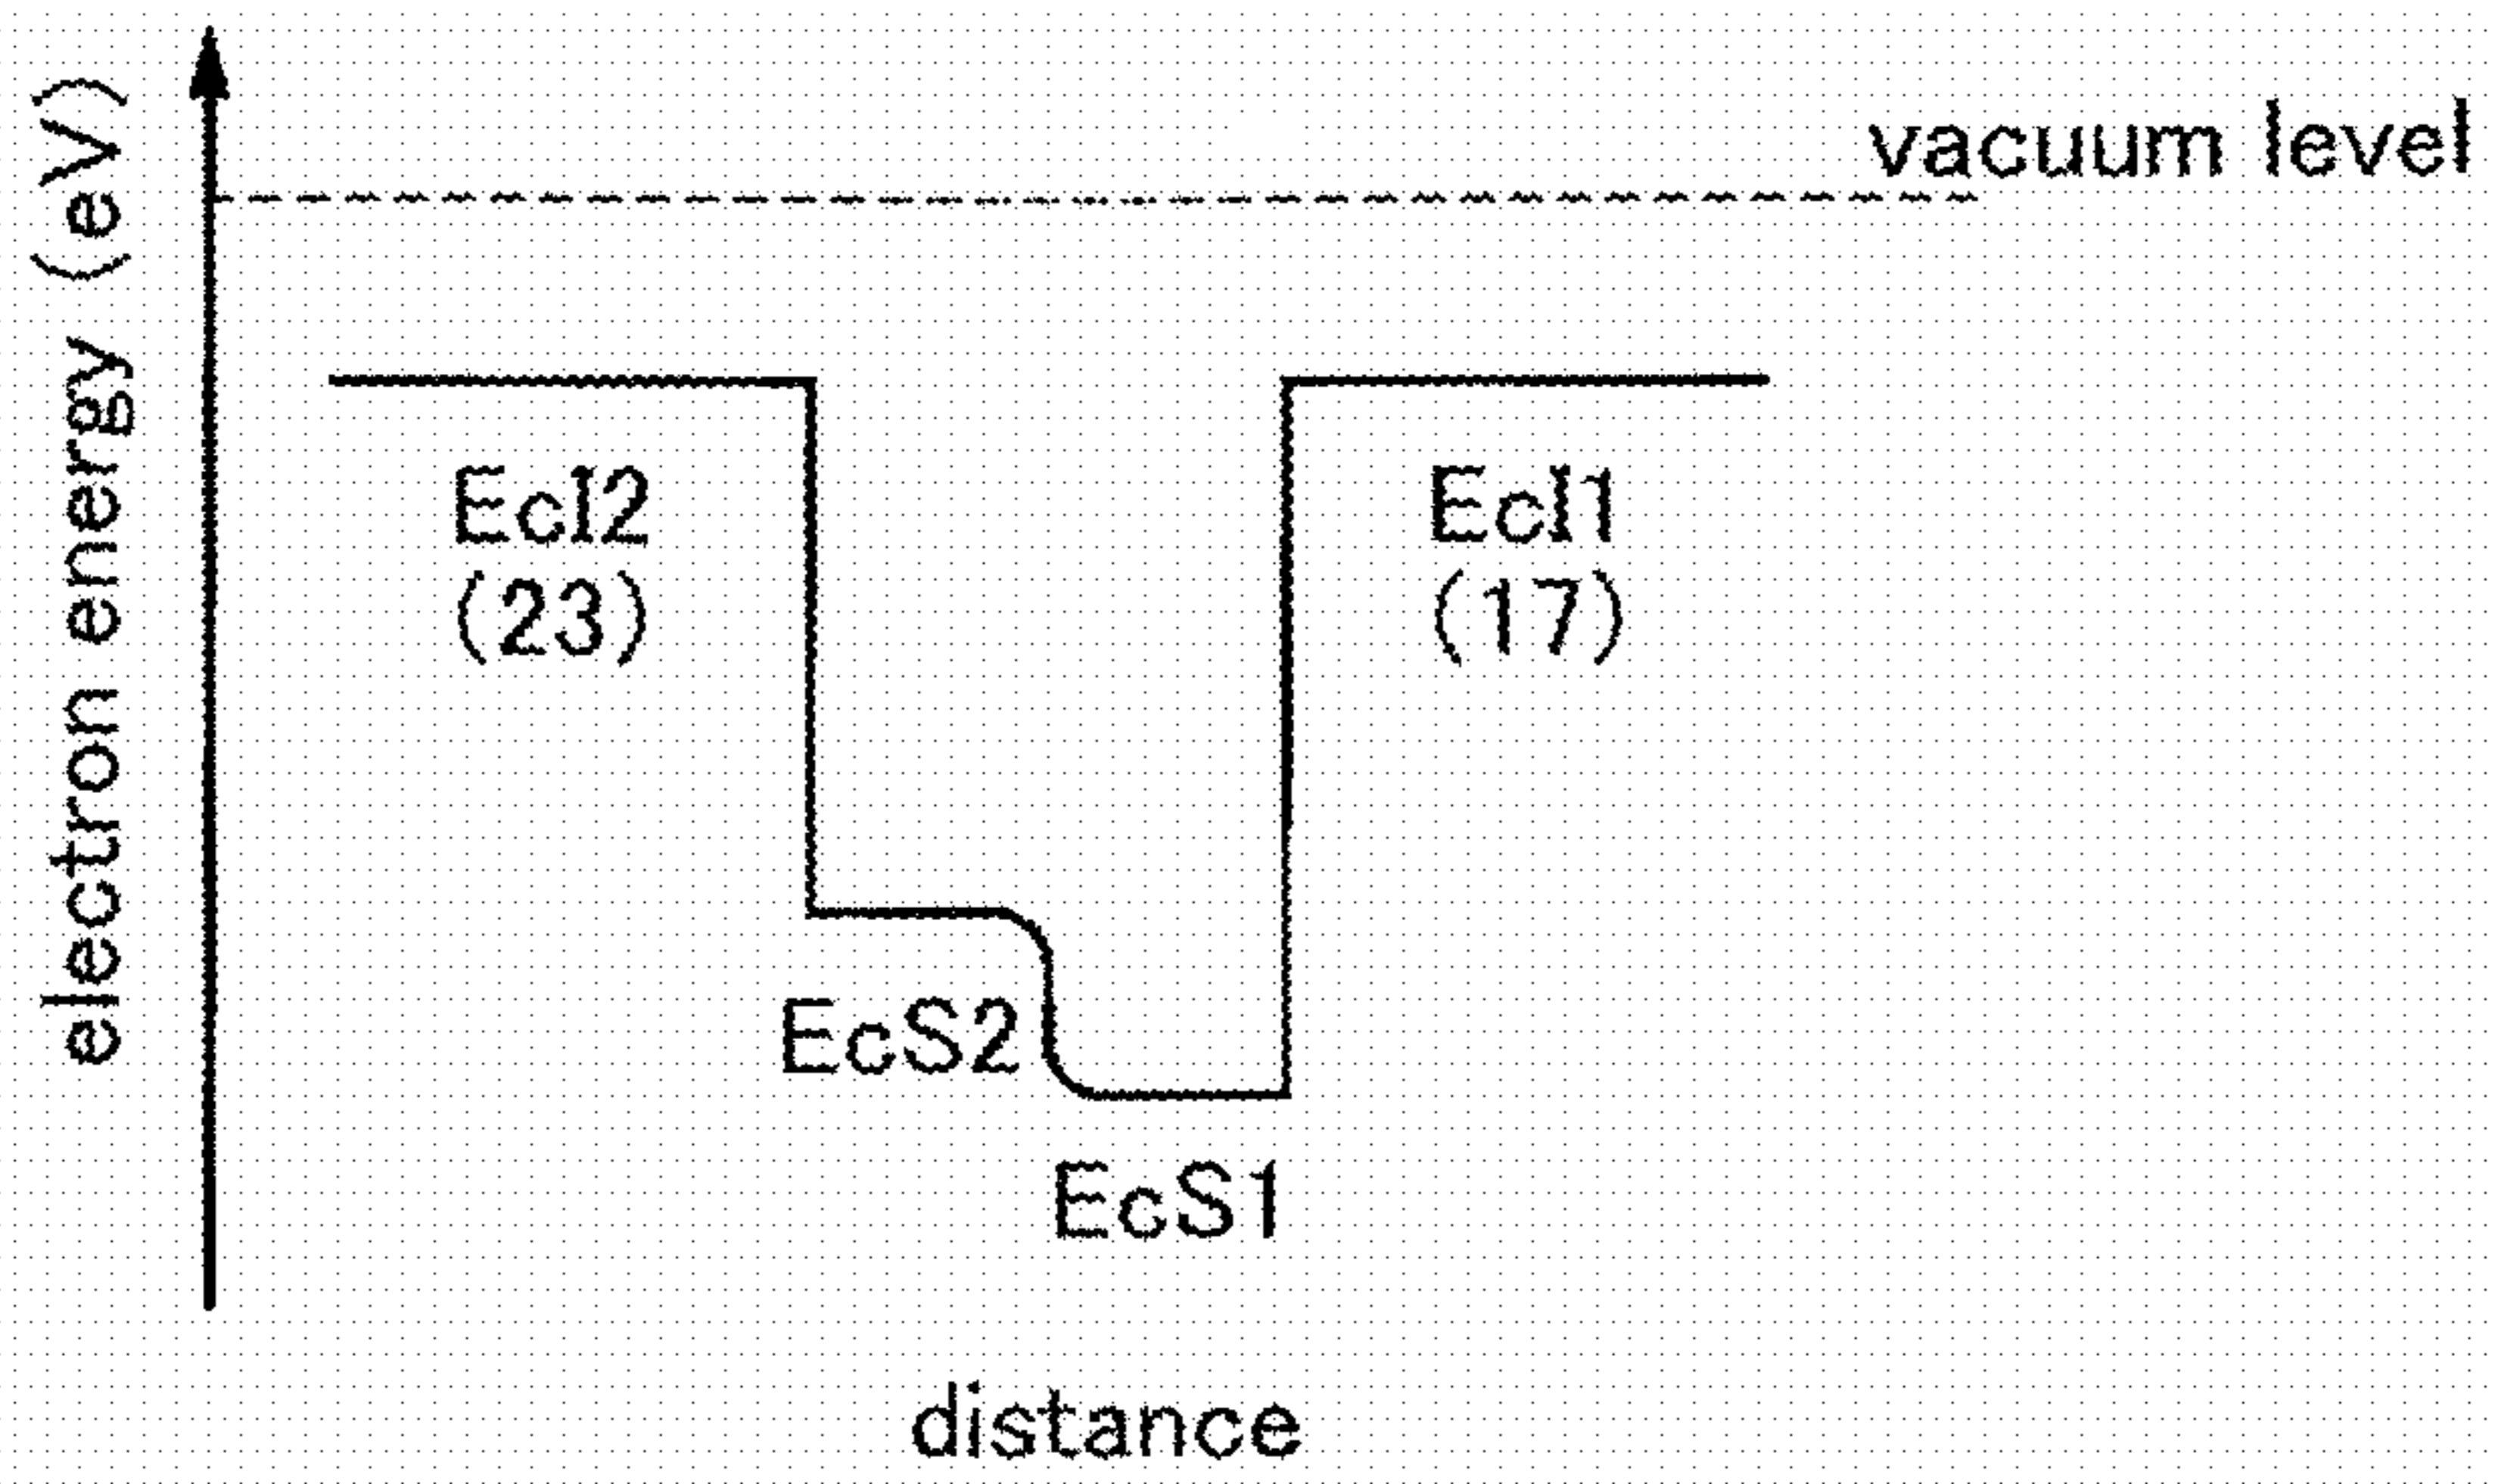 electron energy (eV)
vacuum level
EcI2
(23)
EcI1
(17)
EcS2
EcS1
distance